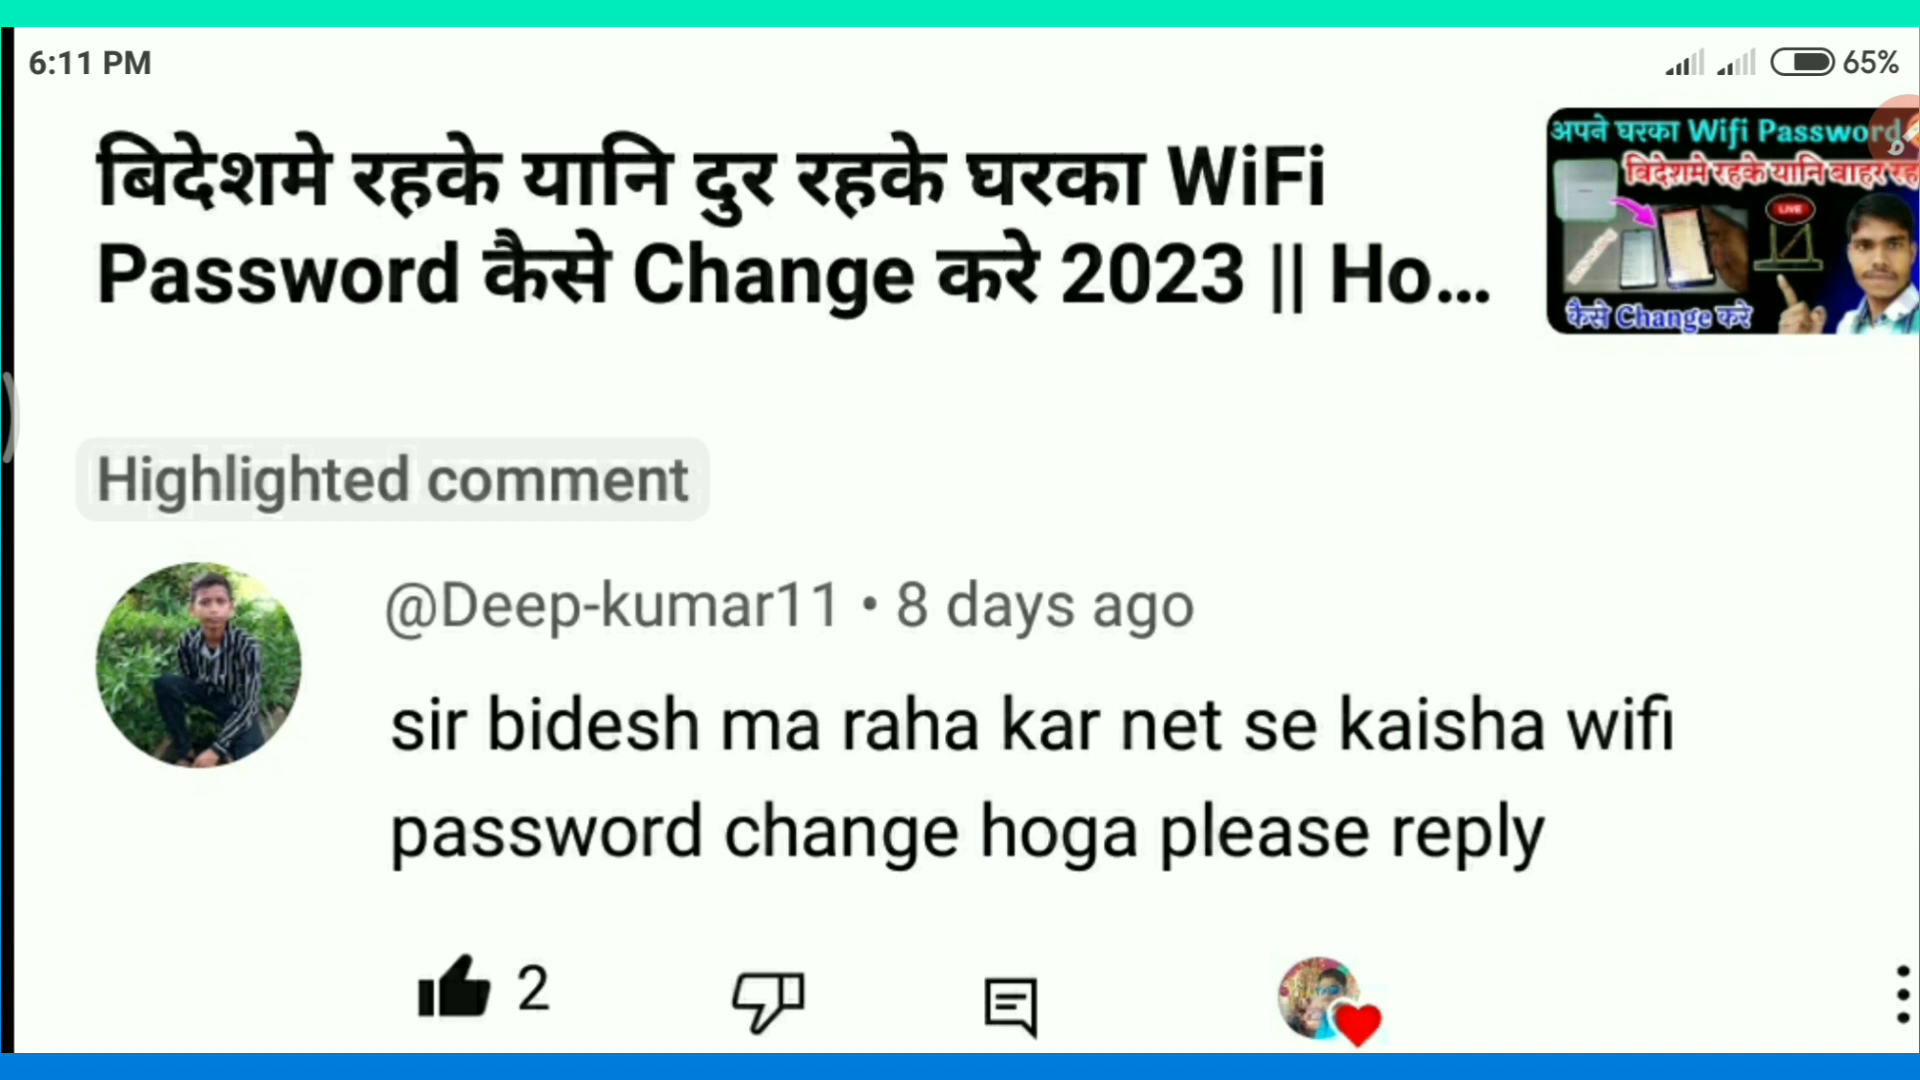 6:11 PM
65%
बिदेशमे रहके यानि दुर रहके घरका WiFi
Password कैसे Change करे 2023 || Ho...
अपने घरका Wifi Password
विदेशमे रहके यानि बाहर रह
LIVE
कैसे Change करे
Highlighted comment
@Deep-kumar11 • 8 days ago
sir bidesh ma raha kar net se kaisha wifi
password change hoga please reply
2